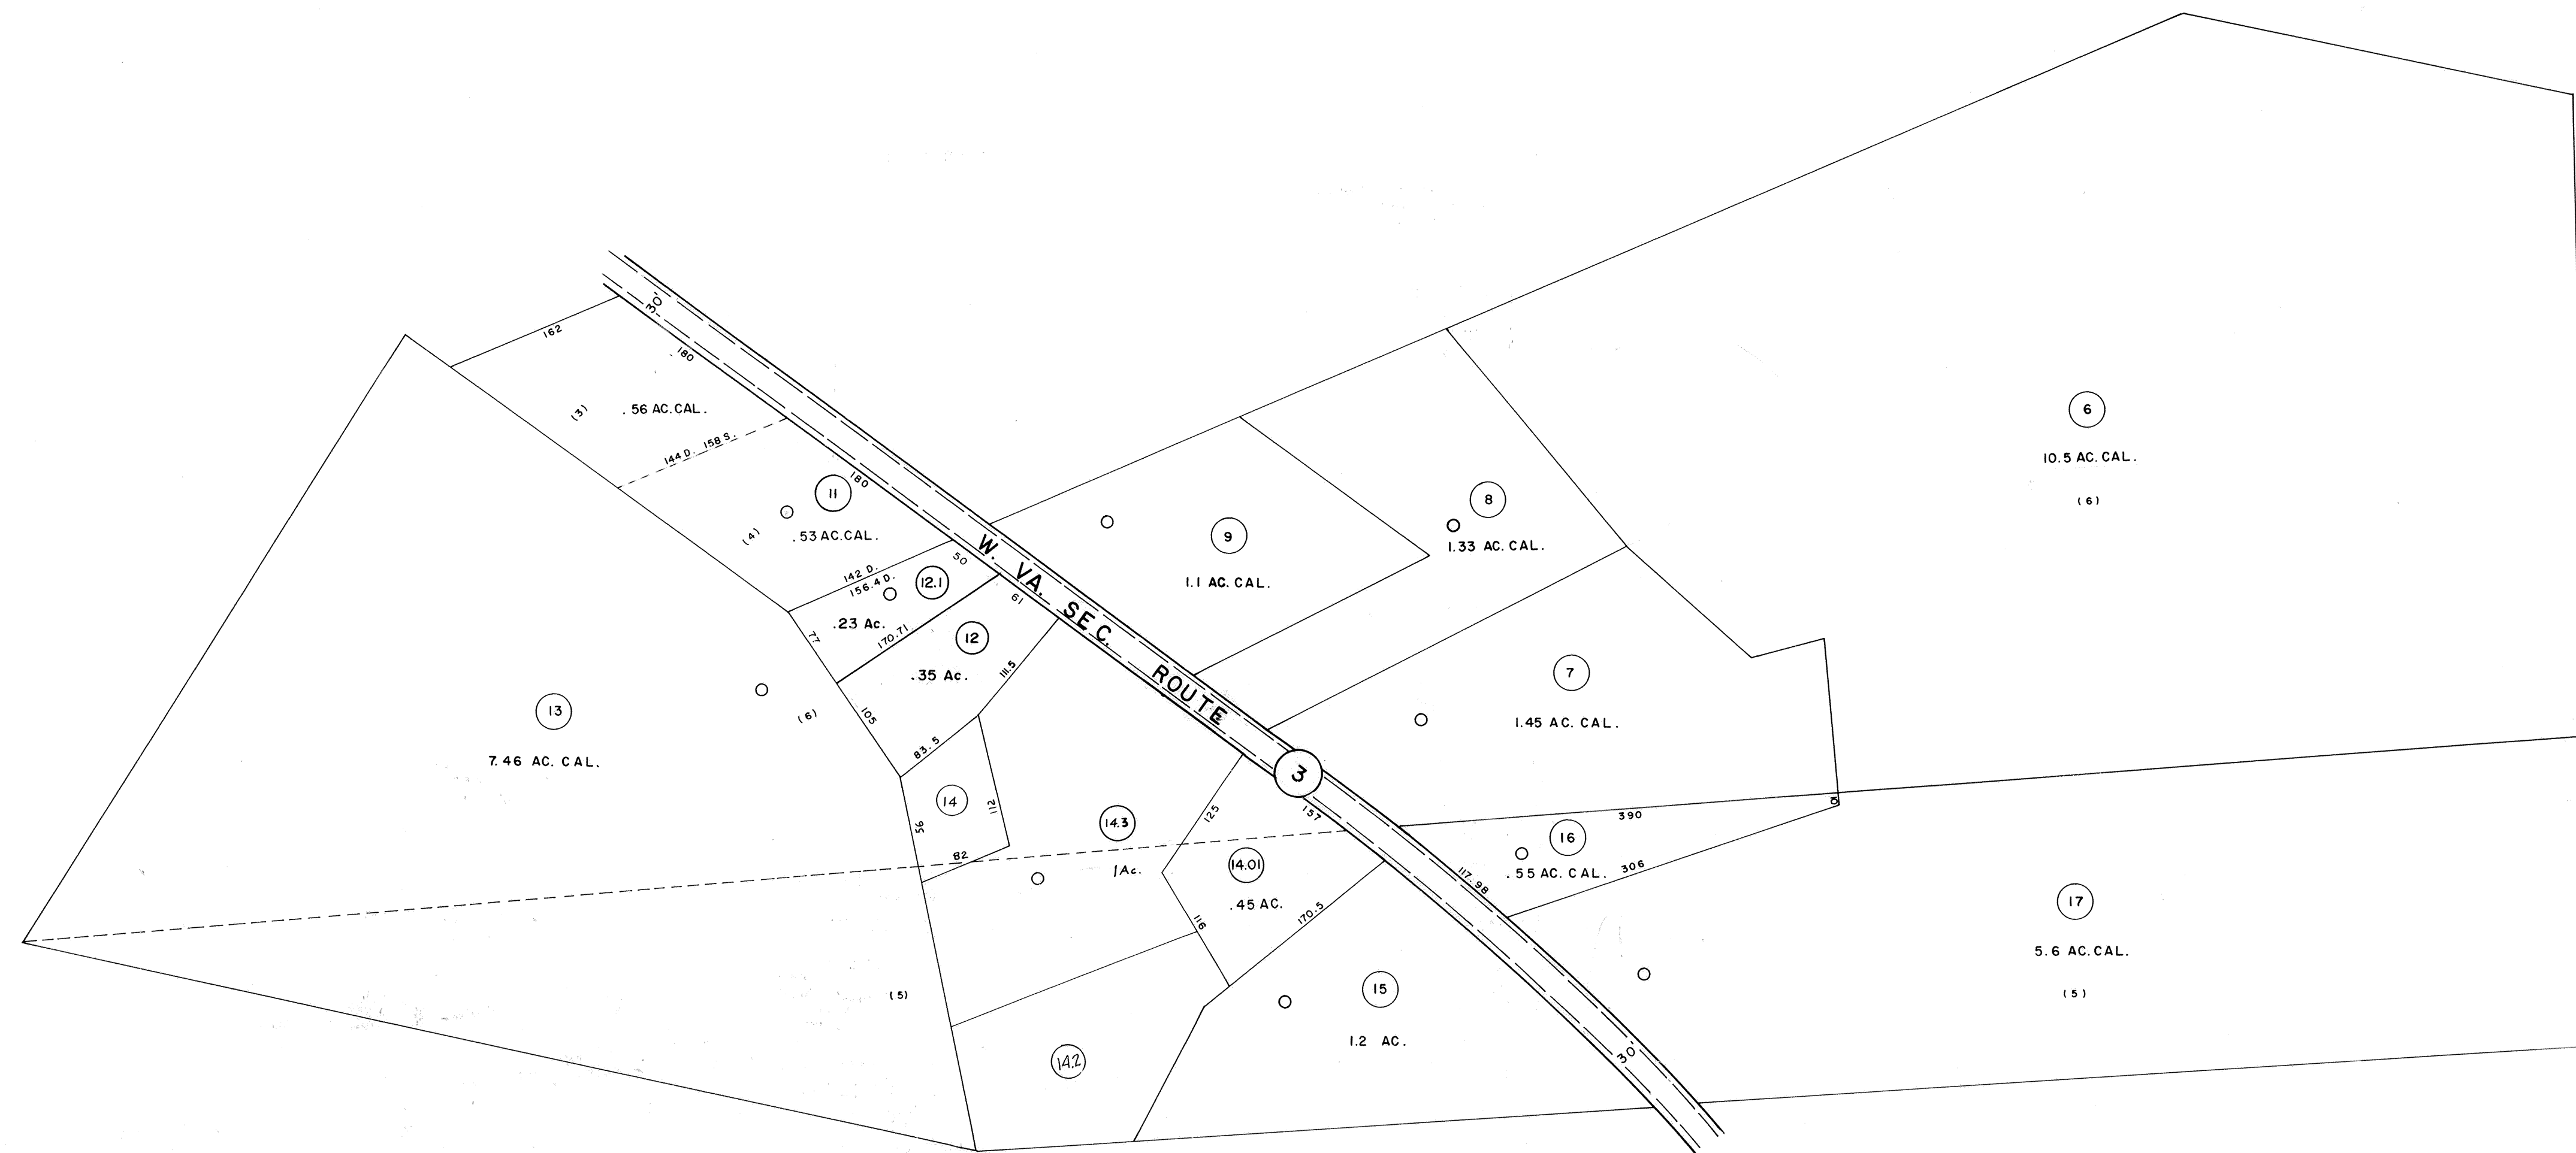 30'
162
180
(3)
.56 AC. CAL.
144 D. 158 S.
180
11
(4)
.53 AC. CAL.
142 D.
156.4 D.
50
12.1
.23 Ac.
77
170.71
61
12
.35 Ac.
111.5
105
83.5
W. VA. SEC. ROUTE
3
9
1.1 AC. CAL.
8
1.33 AC. CAL.
6
10.5 AC. CAL.
(6)
7
1.45 AC. CAL.
13
7.46 AC. CAL.
(6)
14
112
56
82
14.3
1 Ac.
125
157
14.01
.45 AC.
116
170.5
390
16
.55 AC. CAL.
306
117.98
17
5.6 AC. CAL.
(5)
(5)
15
1.2 AC.
14.2
30'